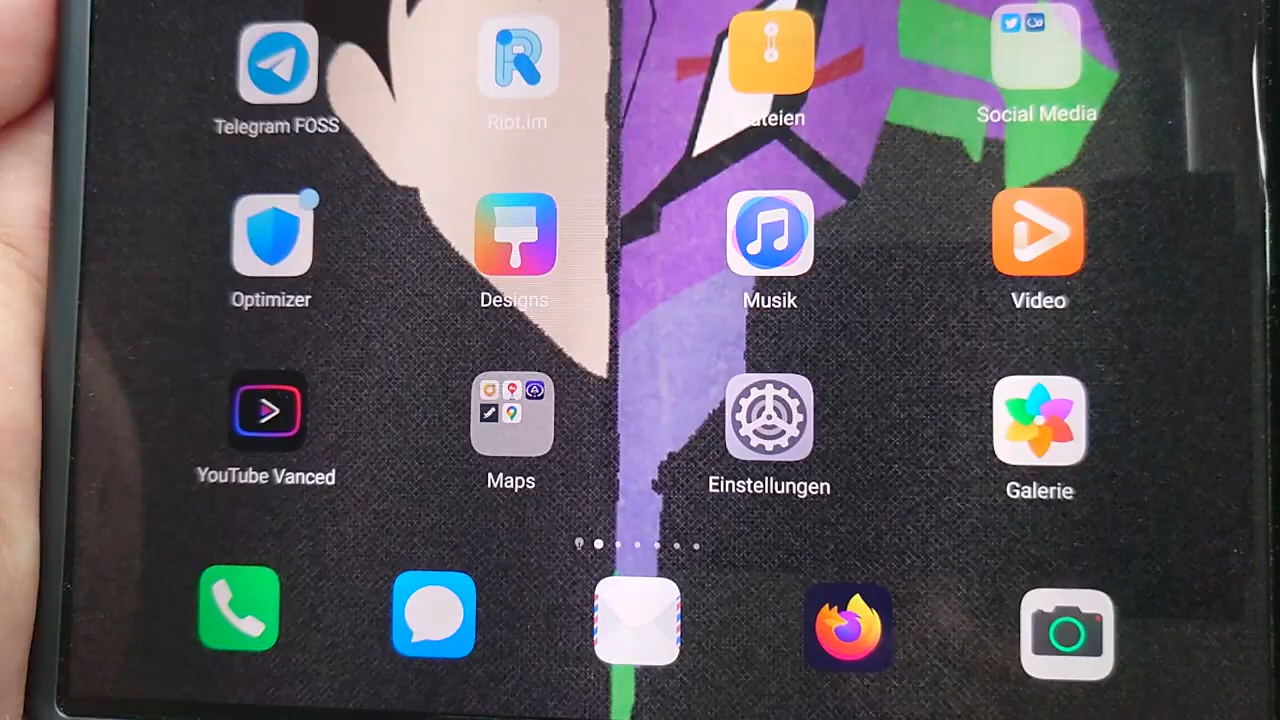 Telegram FOSS
Riot.im
ateien
Social Media
Optimizer
Designs
Musik
Video
YouTube Vanced
Maps
Einstellungen
Galerie